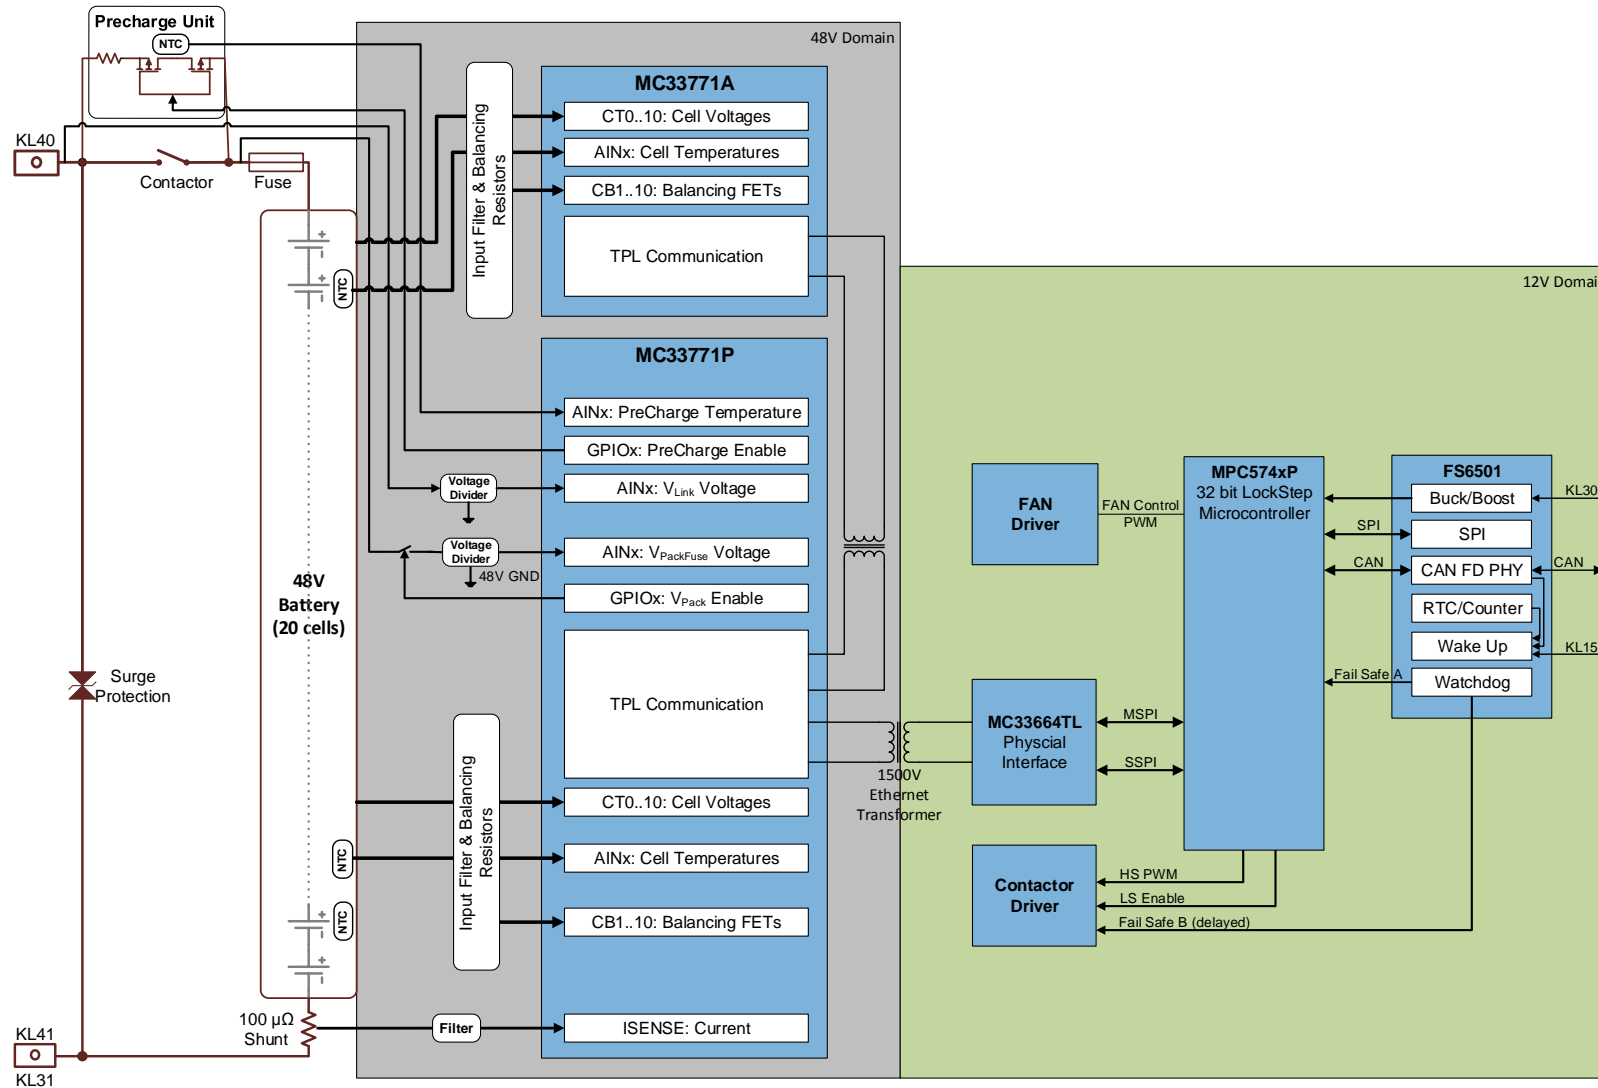 Precharge Unit
NTC
48V Domain
KL40
Contactor
Fuse
NTC
Input Filter & Balancing
Resistors
MC33771A
CT0..10: Cell Voltages
AINx: Cell Temperatures
CB1..10: Balancing FETs
TPL Communication
MC33771P
AINx: PreCharge Temperature
GPIOx: PreCharge Enable
Voltage
Divider
AINx: VLink Voltage
Voltage
Divider
48V GND
AINx: VPackFuse Voltage
GPIOx: VPack Enable
TPL Communication
48V
Battery
(20 cells)
Surge
Protection
NTC
NTC
Input Filter & Balancing
Resistors
CT0..10: Cell Voltages
AINx: Cell Temperatures
CB1..10: Balancing FETs
100 µΩ
Shunt
Filter
ISENSE: Current
KL41
KL31
1500V
Ethernet
Transformer
12V Domai
FAN
Driver
FAN Control
PWM
MPC574xP
32 bit LockStep
Microcontroller
FS6501
Buck/Boost
KL30
SPI
SPI
CAN
CAN FD PHY
CAN
RTC/Counter
Wake Up
KL15
Fail Safe A
Watchdog
MC33664TL
Physcial
Interface
MSPI
SSPI
Contactor
Driver
HS PWM
LS Enable
Fail Safe B (delayed)